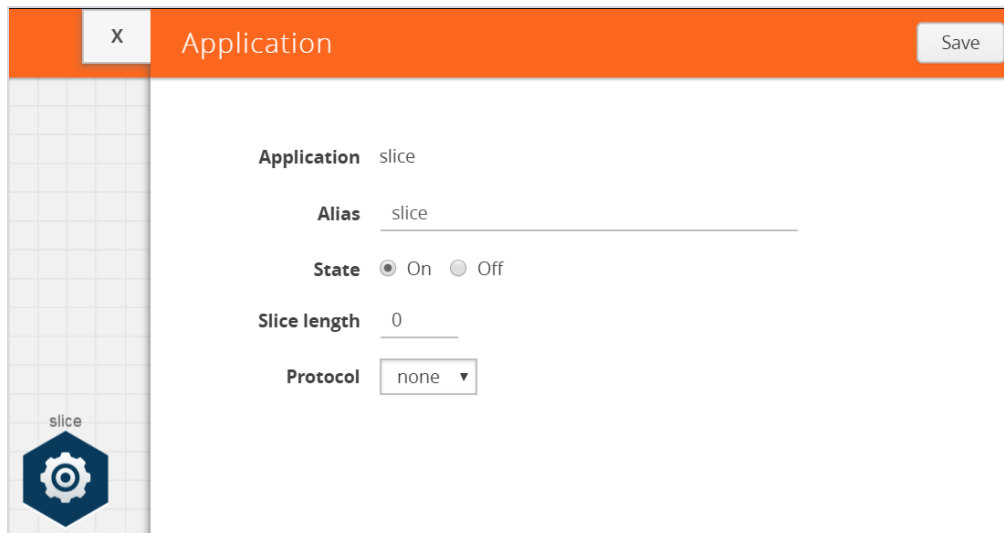 X Application Save
Application slice
Alias slice
State On Off
Slice length 0
Protocol none
slice